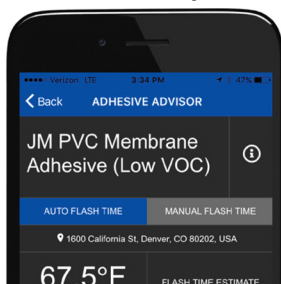 Verizon LTE 3:34 PM 47%
Back ADHESIVE ADVISOR
JM PVC Membrane
Adhesive (Low VOC)
AUTO FLASH TIME MANUAL FLASH TIME
1600 California St, Denver, CO 80202, USA
67.5°F FLASH TIME ESTIMATE